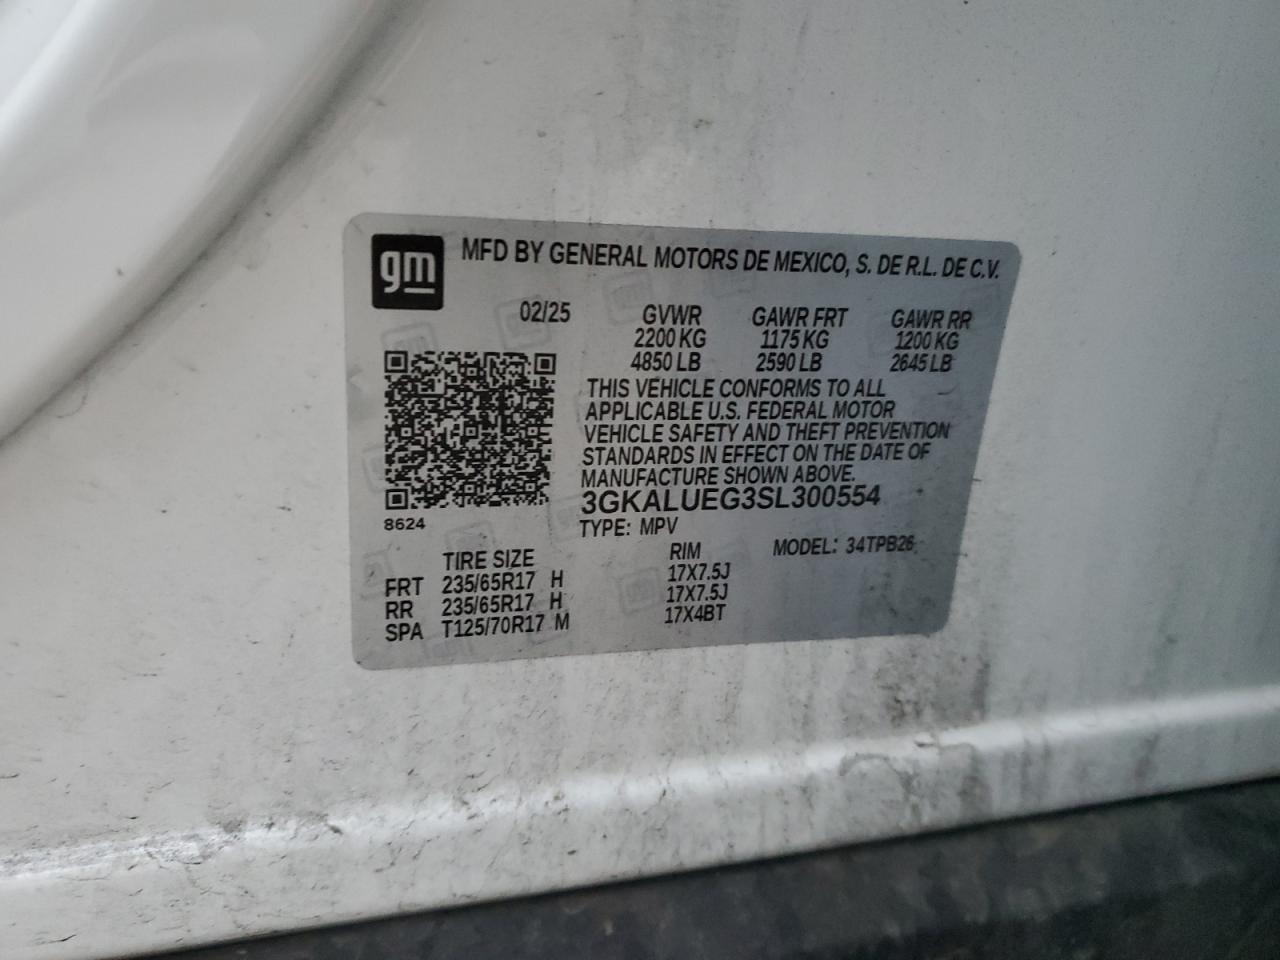 gm MFD BY GENERAL MOTORS DE MEXICO, S. DE R.L. DE C.V.
02/25 GVWR GAWR FRT GAWR RR
2200 KG 1175 KG 1200 KG
4850 LB 2590 LB 2645 LB
THIS VEHICLE CONFORMS TO ALL
APPLICABLE U.S. FEDERAL MOTOR
VEHICLE SAFETY AND THEFT PREVENTION
STANDARDS IN EFFECT ON THE DATE OF
MANUFACTURE SHOWN ABOVE.
3GKALUEG3SL300554
8624 TYPE: MPV MODEL: 34TPB26
TIRE SIZE RIM
FRT 235/65R17 H 17X7.5J
RR 235/65R17 H 17X7.5J
SPA T125/70R17 M 17X4BT